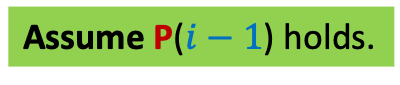 Assume P(i − 1) holds.